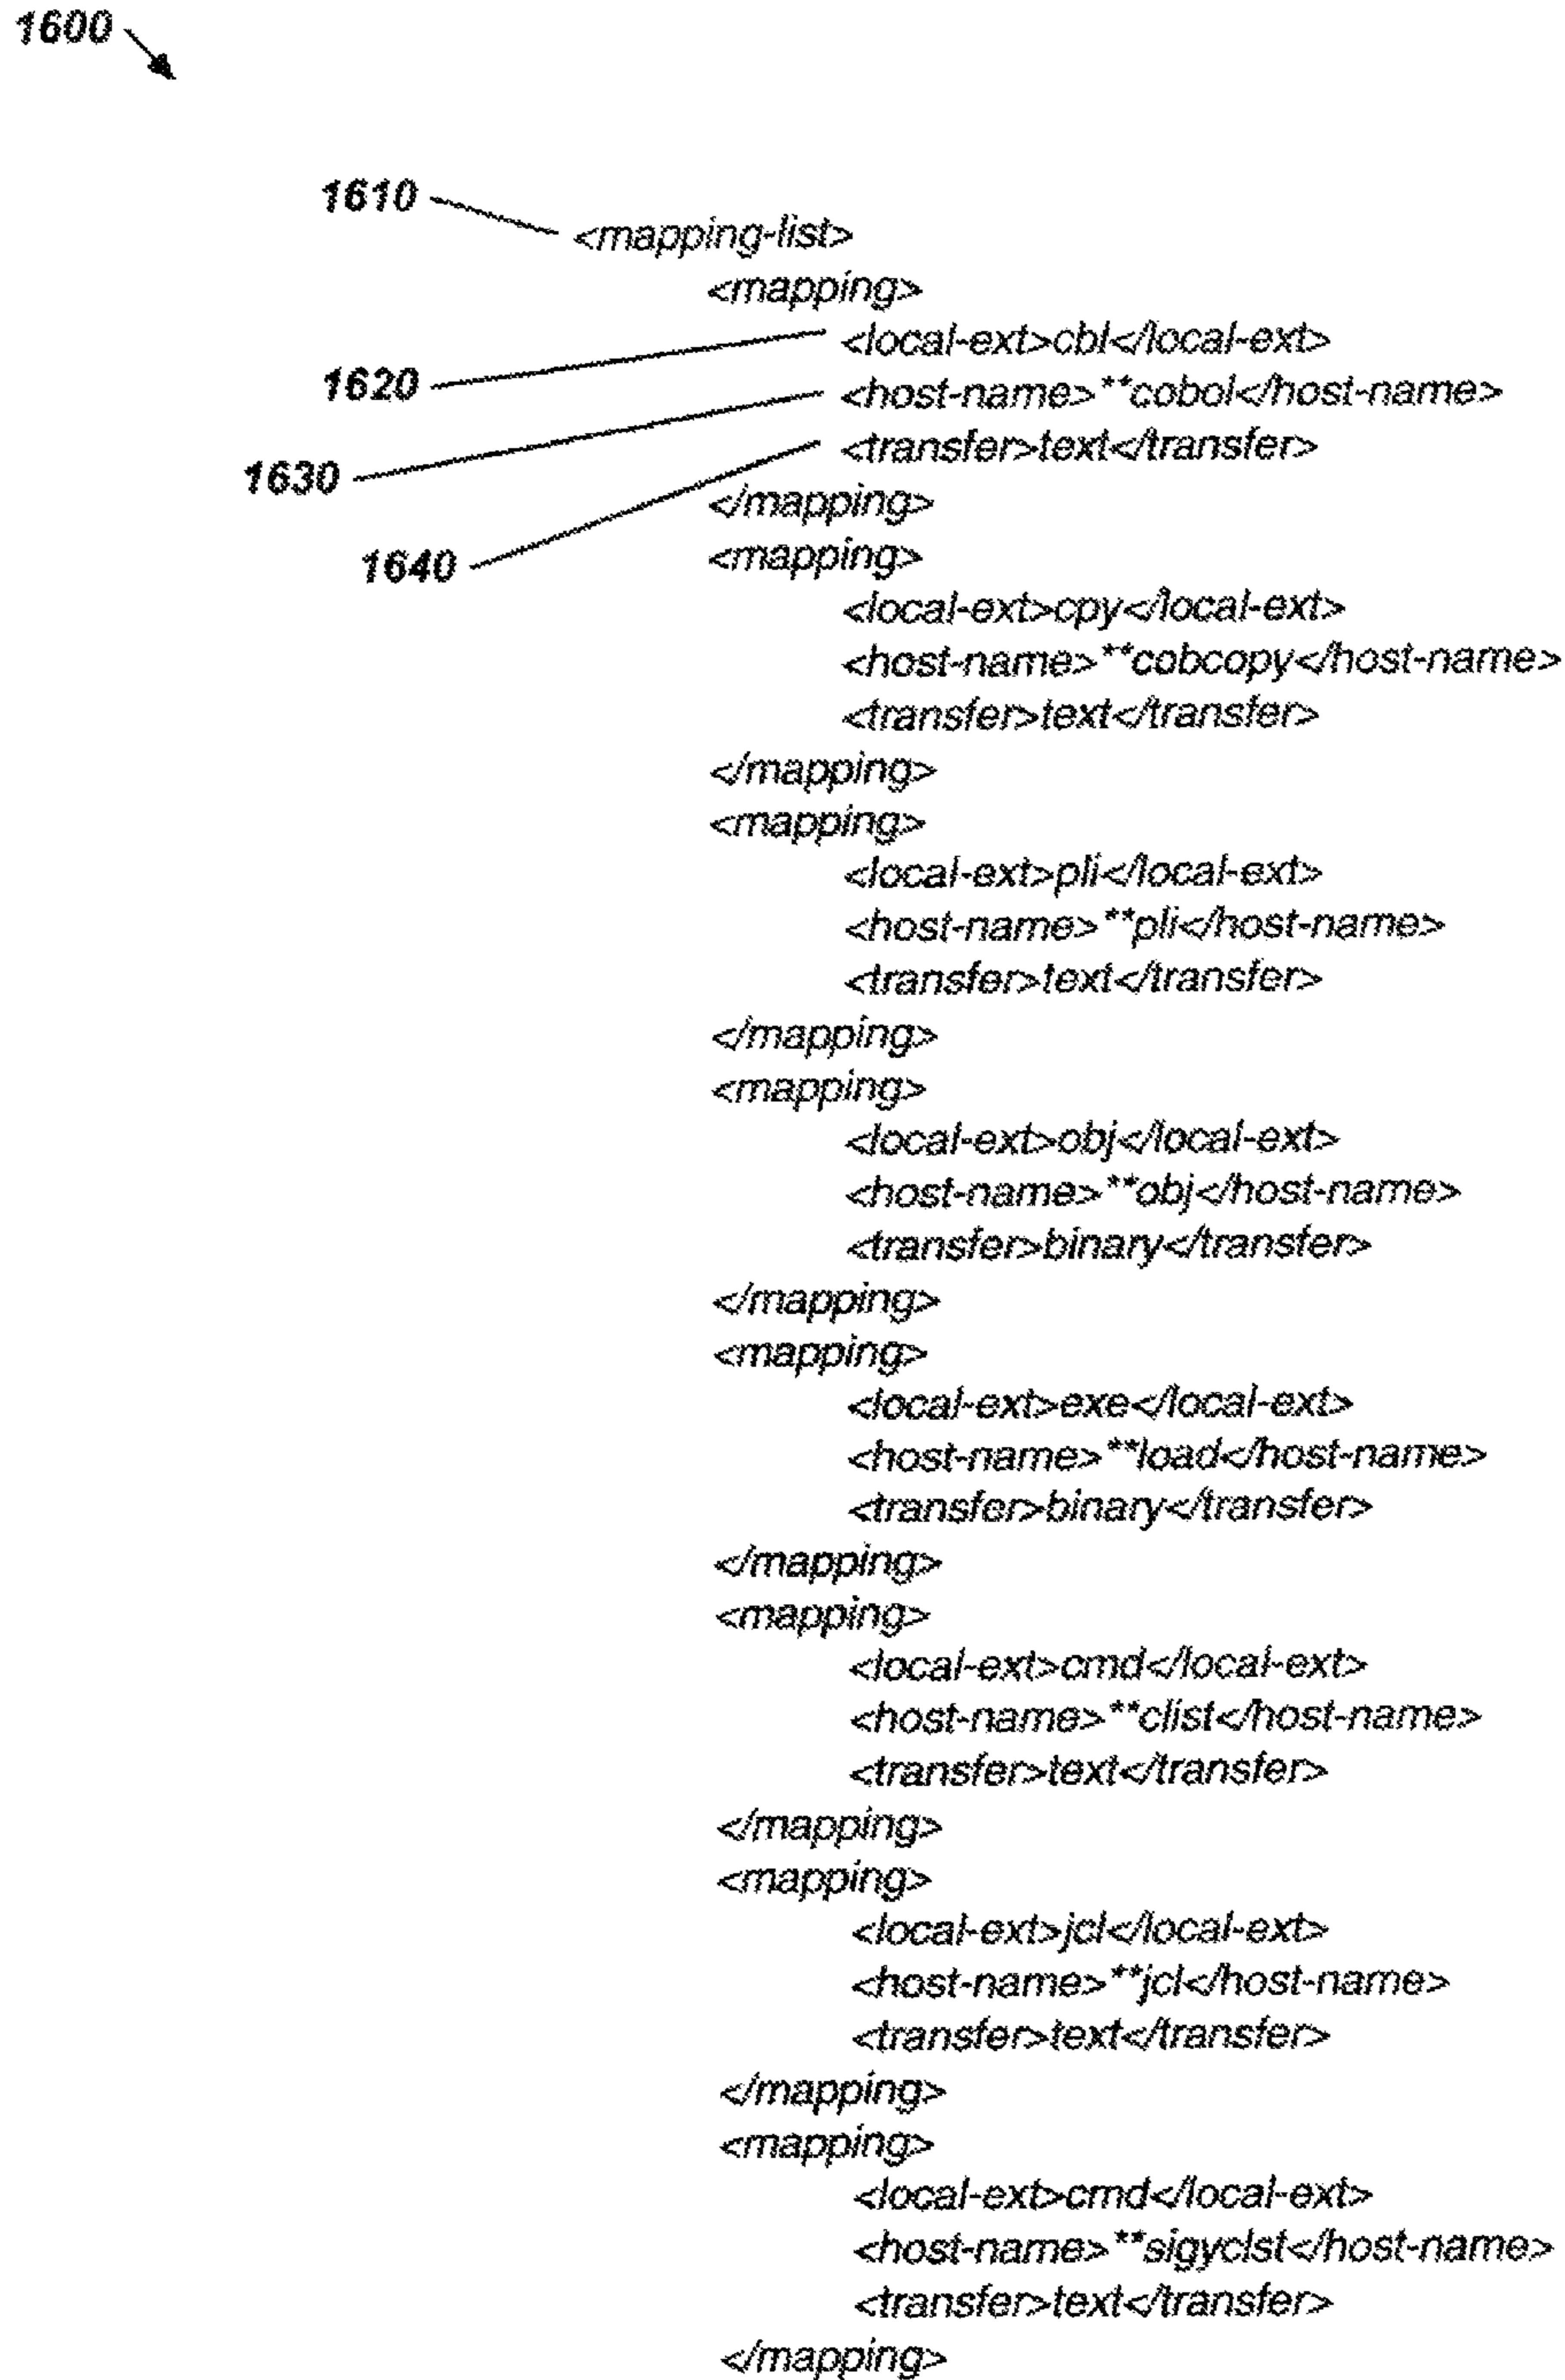 1600
1610
<mapping-list>
<mapping>
1620
<local-ext>cbl</local-ext>
1630
<host-name>**cobol</host-name>
1640
<transfer>text</transfer>
</mapping>
<mapping>
<local-ext>cpy</local-ext>
<host-name>**cobcopy</host-name>
<transfer>text</transfer>
</mapping>
<mapping>
<local-ext>pli</local-ext>
<host-name>**pli</host-name>
<transfer>text</transfer>
</mapping>
<mapping>
<local-ext>obj</local-ext>
<host-name>**obj</host-name>
<transfer>binary</transfer>
</mapping>
<mapping>
<local-ext>exe</local-ext>
<host-name>**load</host-name>
<transfer>binary</transfer>
</mapping>
<mapping>
<local-ext>cmd</local-ext>
<host-name>**clist</host-name>
<transfer>text</transfer>
</mapping>
<mapping>
<local-ext>jcl</local-ext>
<host-name>**jcl</host-name>
<transfer>text</transfer>
</mapping>
<mapping>
<local-ext>cmd</local-ext>
<host-name>**sigyclst</host-name>
<transfer>text</transfer>
</mapping>